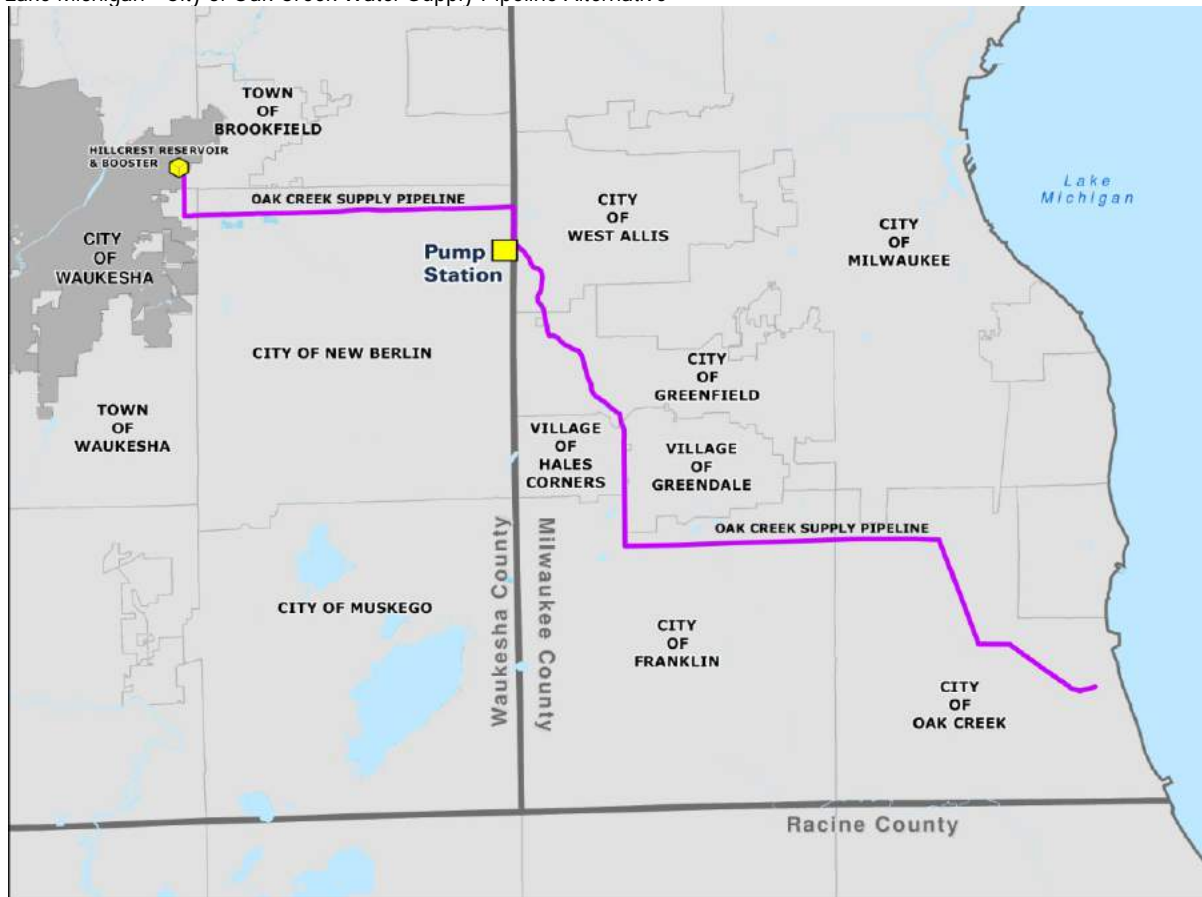 Lake Michigan - City of Oak Creek Water Supply Pipeline Alternative
TOWN
OF
BROOKFIELD
HILLCREST RESERVOIR
& BOOSTER
OAK CREEK SUPPLY PIPELINE
CITY
OF
WEST ALLIS
Lake
Michigan
CITY
OF
MILWAUKEE
CITY
OF
WAUKESHA
Pump
Station
CITY OF NEW BERLIN
CITY
OF
GREENFIELD
TOWN
OF
WAUKESHA
VILLAGE
OF
HALES
CORNERS
VILLAGE
OF
GREENDALE
OAK CREEK SUPPLY PIPELINE
Waukesha County
Milwaukee County
CITY OF MUSKEGO
CITY
OF
FRANKLIN
CITY
OF
OAK CREEK
Racine County